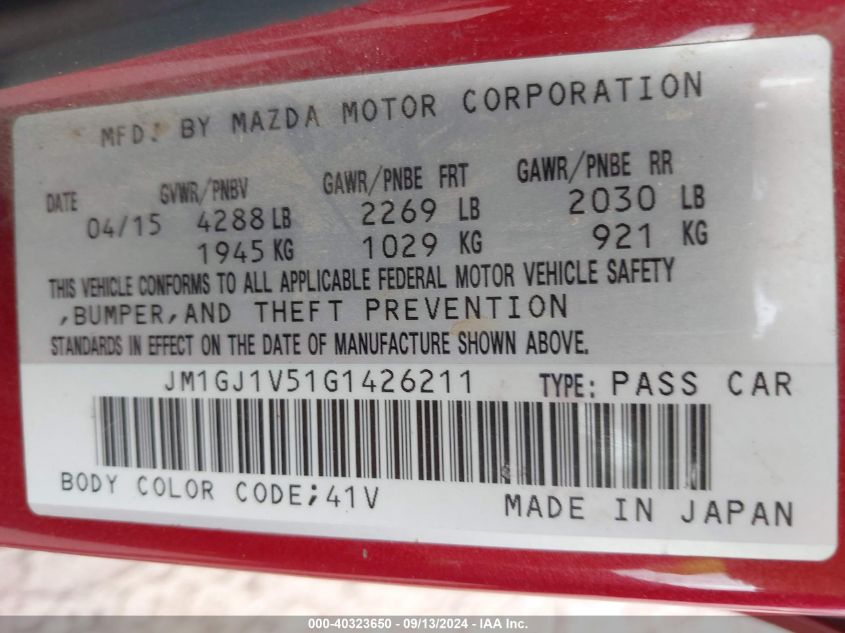 MFD. BY MAZDA MOTOR CORPORATION
DATE GVWR/PNBV GAWR/PNBE FRT GAWR/PNBE RR
04/15 4288 LB 2269 LB 2030 LB
1945 KG 1029 KG 921 KG
THIS VEHICLE CONFORMS TO ALL APPLICABLE FEDERAL MOTOR VEHICLE SAFETY
,BUMPER,AND THEFT PREVENTION
STANDARDS IN EFFECT ON THE DATE OF MANUFACTURE SHOWN ABOVE.
JM1GJ1V51G1426211 TYPE: PASS CAR
BODY COLOR CODE;41V
MADE IN JAPAN
000-40323650 - 09/13/2024 - IAA Inc.